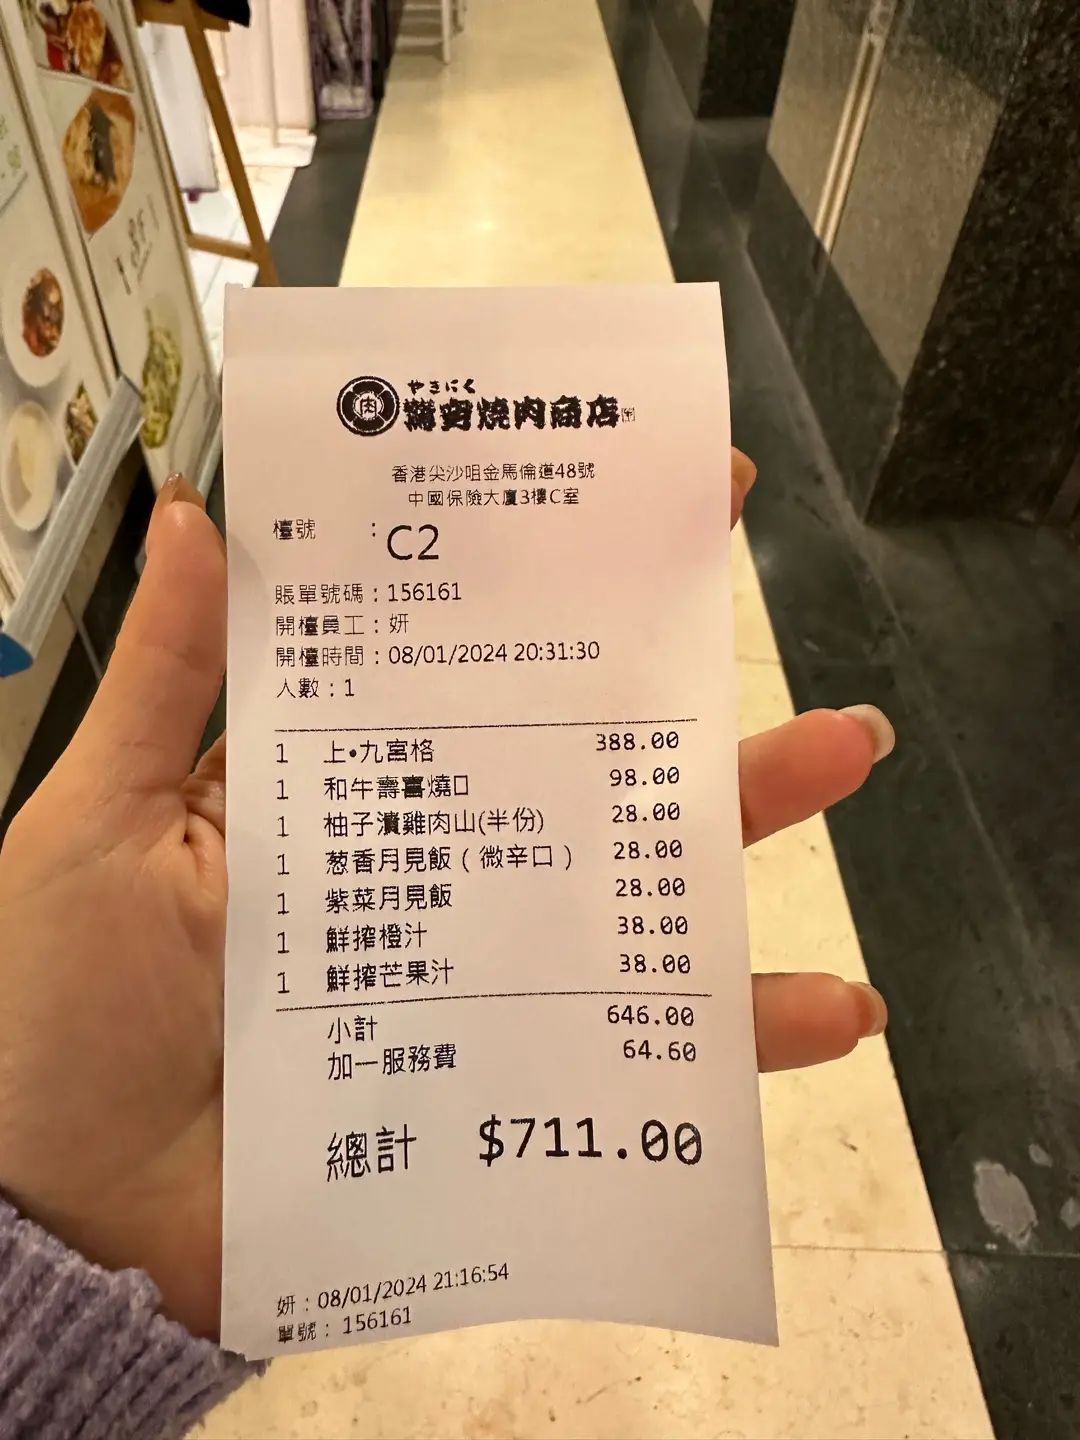 肉
やきにく
燒肉商店
香港尖沙咀金馬倫道48號
中國保險大廈3樓C室
檯號 : C2
賬單號碼 : 156161
開檯員工 : 妍
開檯時間 : 08/01/2024 20:31:30
人數 : 1
1 上•九宮格 388.00
1 和牛壽喜燒口 98.00
1 柚子漬雞肉山(半份) 28.00
1 葱香月見飯 ( 微辛口 ) 28.00
1 紫菜月見飯 28.00
1 鮮搾橙汁 38.00
1 鮮搾芒果汁 38.00
小計 646.00
加一服務費 64.60
總計 $711.00
妍 : 08/01/2024 21:16:54
單號 : 156161